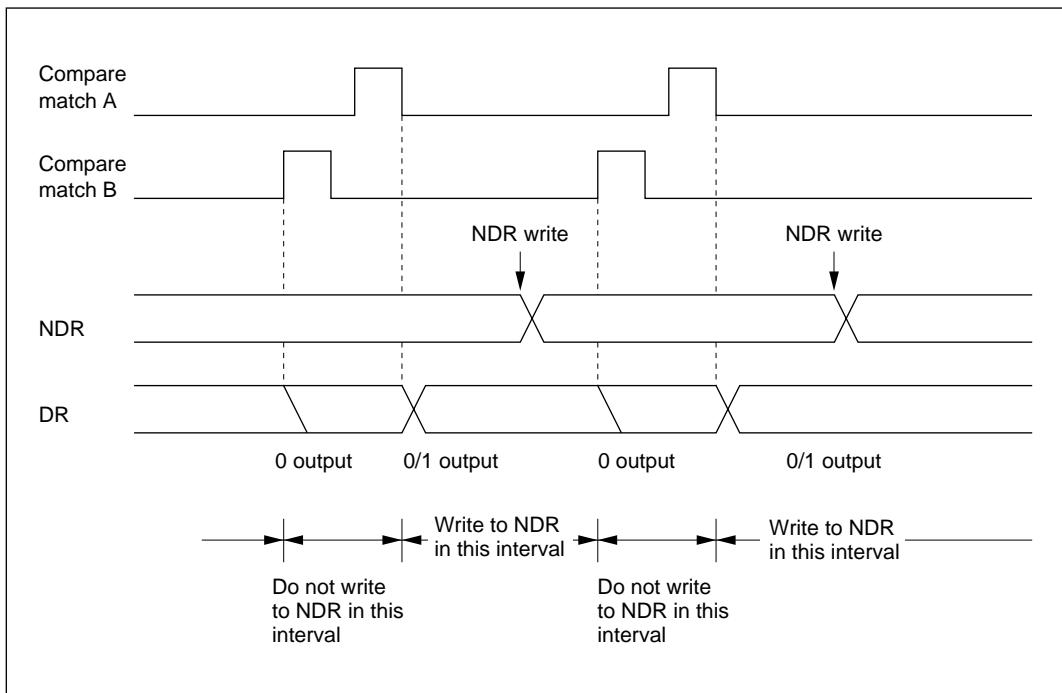 Compare
match A
Compare
match B
NDR write
NDR write
NDR
DR
0 output
0/1 output
0 output
0/1 output
Write to NDR
in this interval
Write to NDR
in this interval
Do not write
to NDR in this
interval
Do not write
to NDR in this
interval